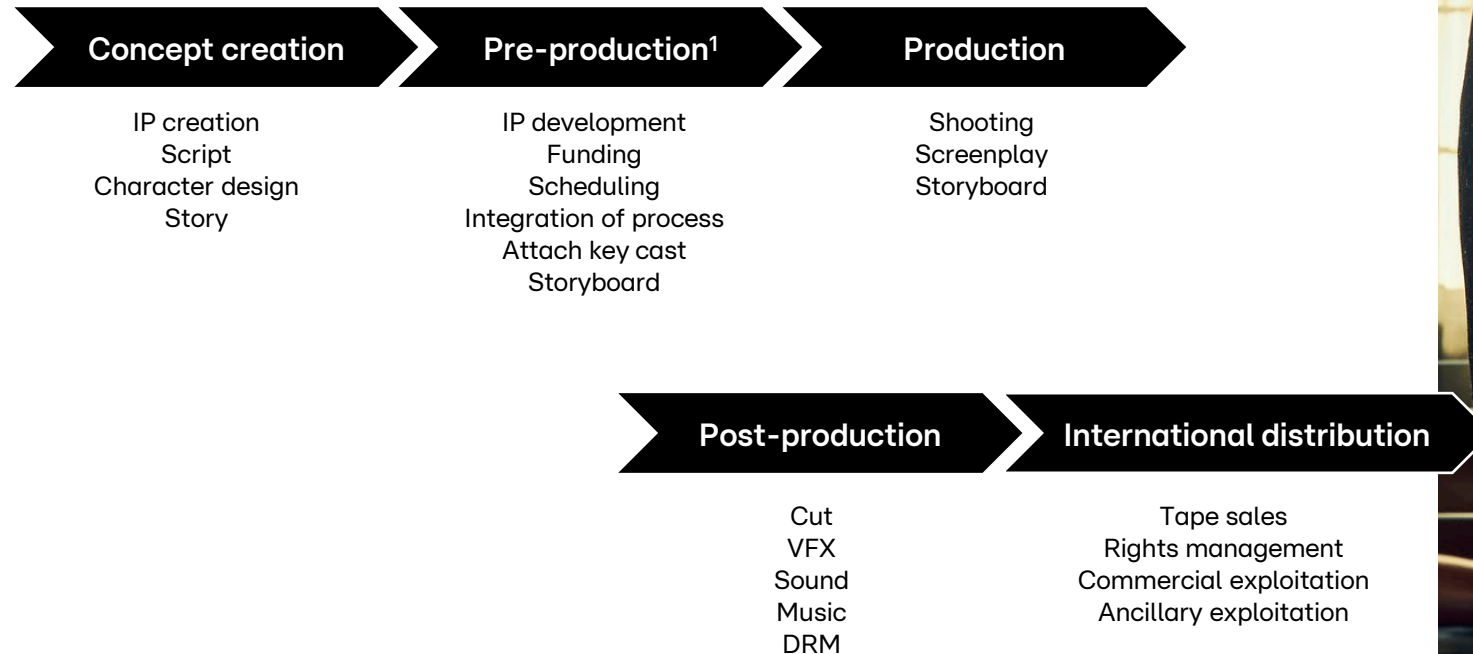 Concept creation
Pre-production¹
Production
IP creation
Script
Character design
Story
IP development
Funding
Scheduling
Integration of process
Attach key cast
Storyboard
Shooting
Screenplay
Storyboard
Post-production
International distribution
Cut
VFX
Sound
Music
DRM
Tape sales
Rights management
Commercial exploitation
Ancillary exploitation